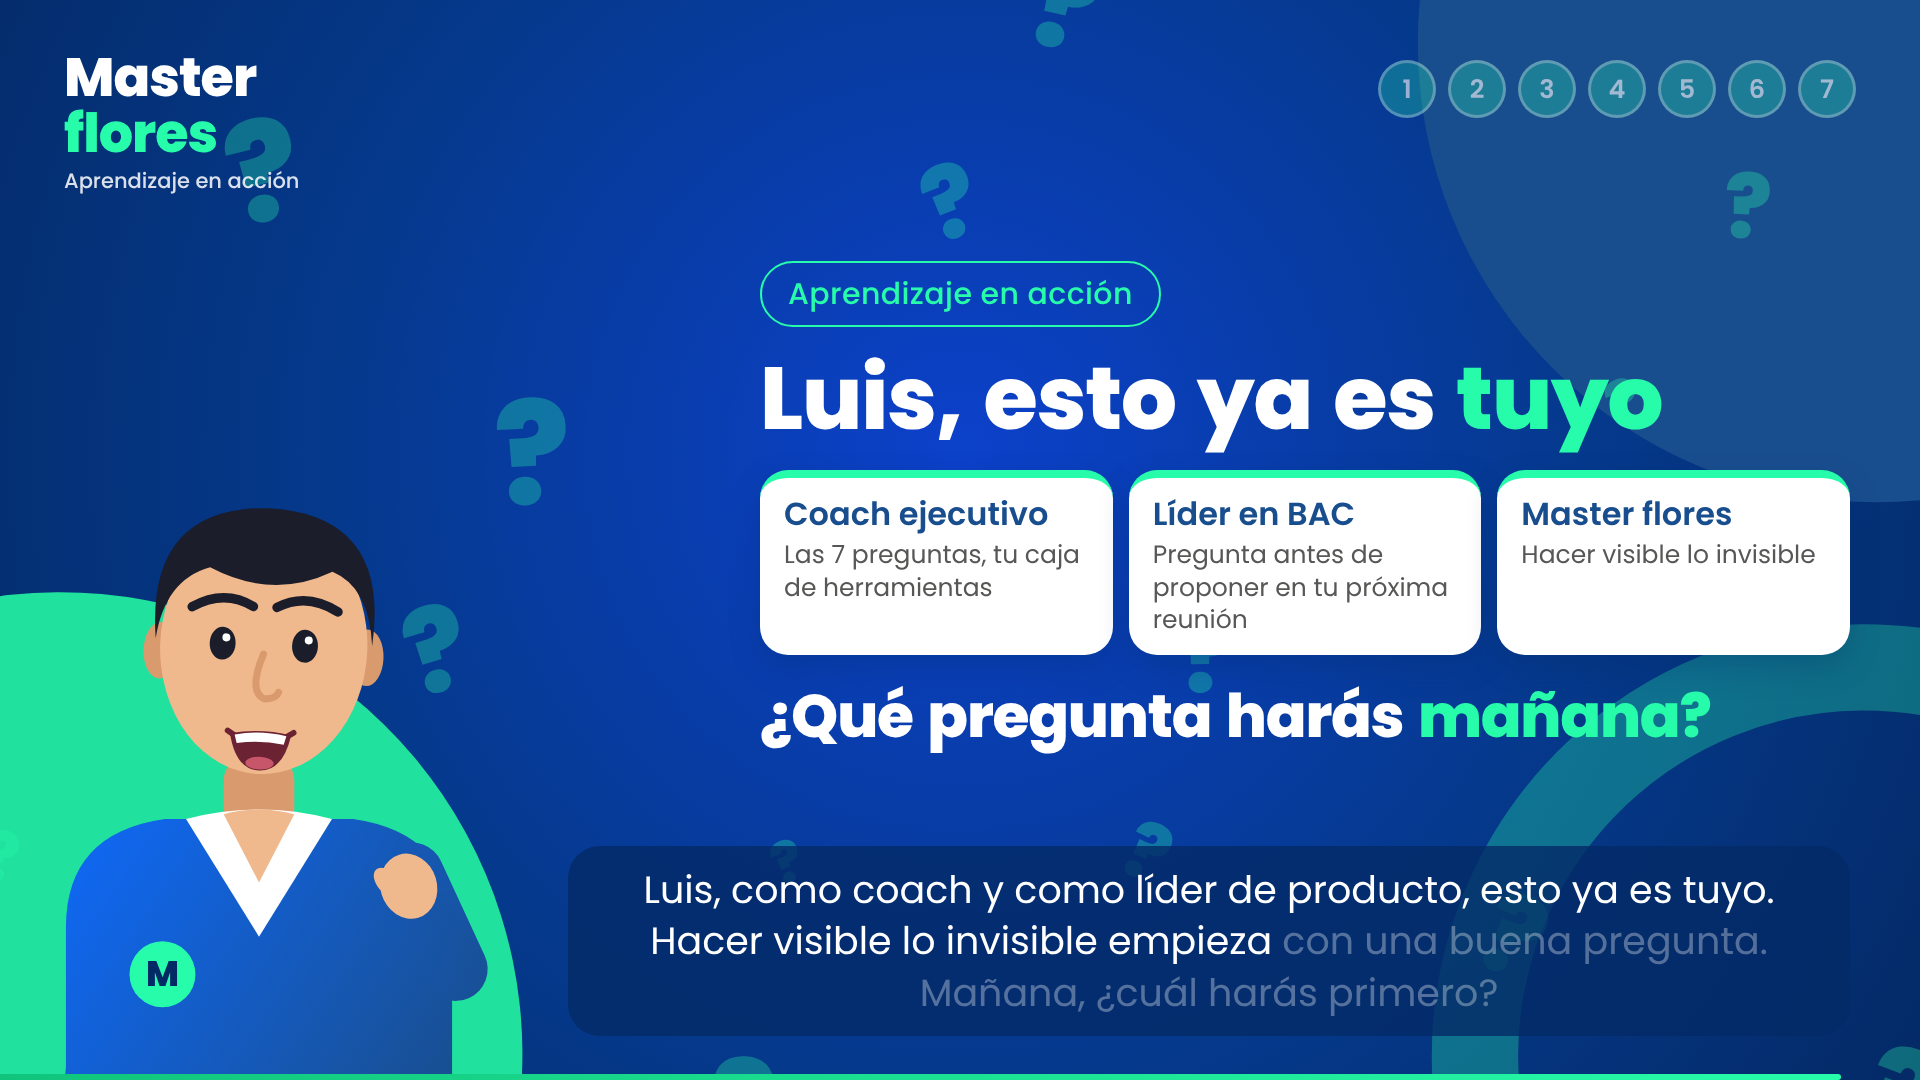 Master
flores
Aprendizaje en acción
1 2 3 4 5 6 7
Aprendizaje en acción
Luis, esto ya es tuyo
Coach ejecutivo
Las 7 preguntas, tu caja
de herramientas
Líder en BAC
Pregunta antes de
proponer en tu próxima
reunión
Master flores
Hacer visible lo invisible
¿Qué pregunta harás mañana?
Luis, como coach y como líder de producto, esto ya es tuyo.
Hacer visible lo invisible empieza con una buena pregunta.
Mañana, ¿cuál harás primero?
M